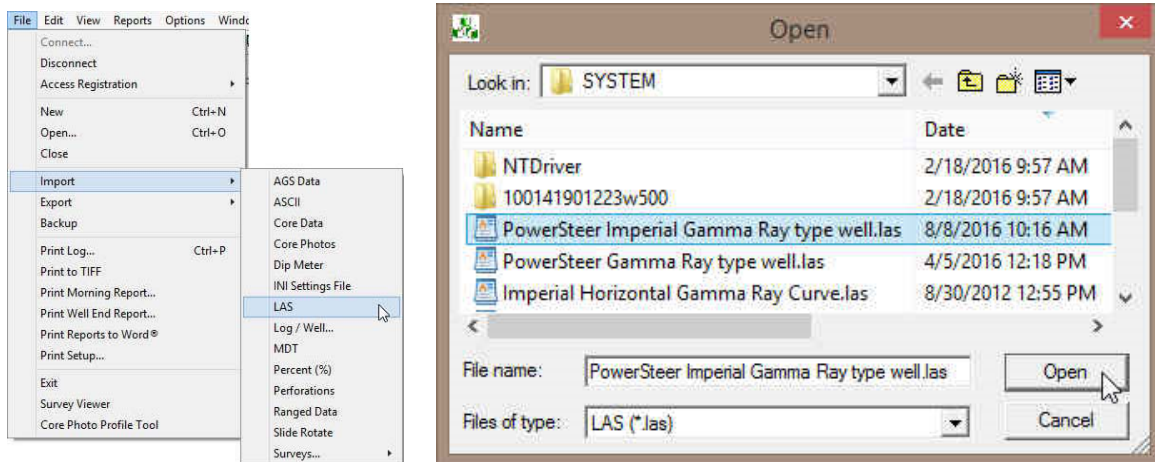 File Edit View Reports Options
Connect...
Disconnect
Access Registration
New Ctrl+N
Open... Ctrl+O
Close
Import
Export
Backup
Print Log... Ctrl+P
Print to TIFF
Print Morning Report...
Print Well End Report...
Print Reports to Word®
Print Setup...
Exit
Survey Viewer
Core Photo Profile Tool
AGS Data
ASCII
Core Data
Core Photos
Dip Meter
INI Settings File
LAS
Log / Well...
MDT
Percent (%)
Perforations
Ranged Data
Slide Rotate
Surveys...
Open
Look in: SYSTEM
Name Date
NTDriver 2/18/2016 9:57 AM
100141901223w500 2/18/2016 9:57 AM
PowerSteer Imperial Gamma Ray type well.las 8/8/2016 10:16 AM
PowerSteer Gamma Ray type well.las 4/5/2016 12:18 PM
Imperial Horizontal Gamma Ray Curve.las 8/30/2012 12:55 PM
File name: PowerSteer Imperial Gamma Ray type well.las Open
Files of type: LAS (*.las) Cancel